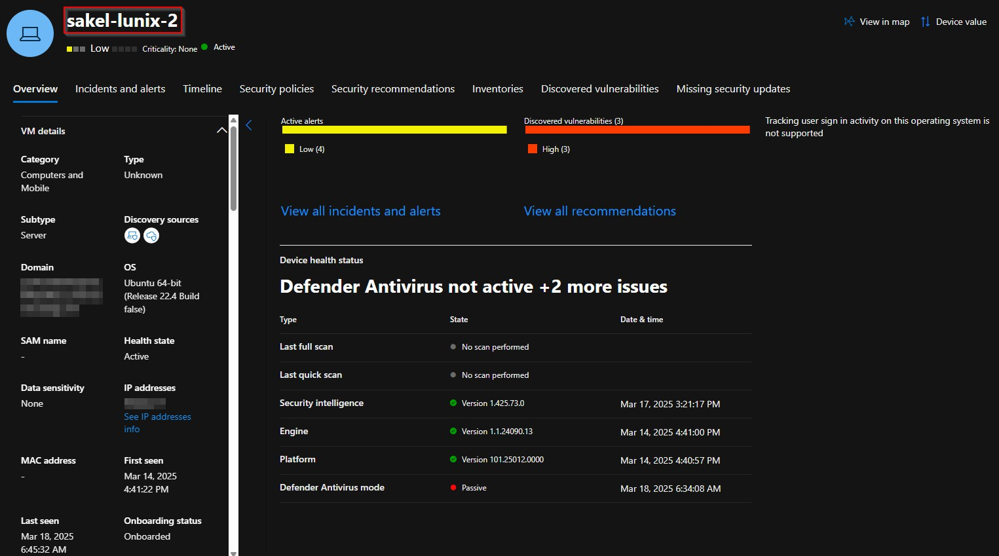 sakel-lunix-2
Low Criticality: None Active
View in map Device value
Overview Incidents and alerts Timeline Security policies Security recommendations Inventories Discovered vulnerabilities Missing security updates
VM details
Category Type
Computers and Unknown
Mobile
Subtype Discovery sources
Server
Domain OS
Ubuntu 64-bit
(Release 22.4 Build
false)
SAM name Health state
- Active
Data sensitivity IP addresses
None
See IP addresses
info
MAC address First seen
- Mar 14, 2025
4:41:22 PM
Last seen Onboarding status
Mar 18, 2025 Onboarded
6:45:32 AM
Active alerts
Low (4)
View all incidents and alerts
Discovered vulnerabilities (3)
High (3)
View all recommendations
Tracking user sign in activity on this operating system is
not supported
Device health status
Defender Antivirus not active +2 more issues
Type State Date & time
Last full scan No scan performed
Last quick scan No scan performed
Security intelligence Version 1.425.73.0 Mar 17, 2025 3:21:17 PM
Engine Version 1.1.24090.13 Mar 14, 2025 4:41:00 PM
Platform Version 101.25012.0000 Mar 14, 2025 4:40:57 PM
Defender Antivirus mode Passive Mar 18, 2025 6:34:08 AM